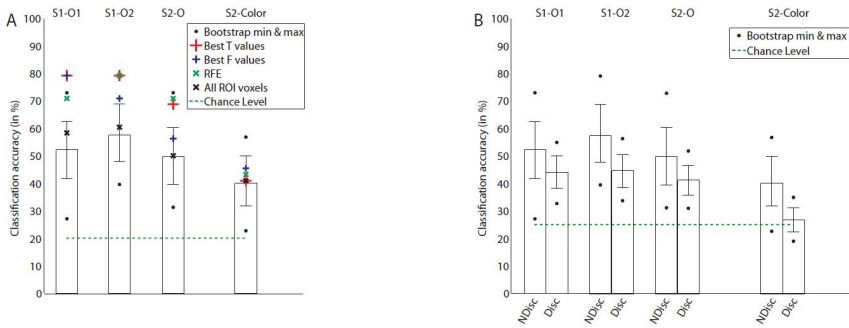 A
S1-O1 S1-O2 S2-O S2-Color
Classification accuracy (in %)
100
90
80
70
60
50
40
30
20
10
0
Bootstrap min & max
Best T values
Best F values
RFE
All ROI voxels
Chance Level
B
S1-O1 S1-O2 S2-O S2-Color
Classification accuracy (in %)
100
90
80
70
60
50
40
30
20
10
0
Bootstrap min & max
Chance Level
NDisc Disc NDisc Disc NDisc Disc NDisc Disc